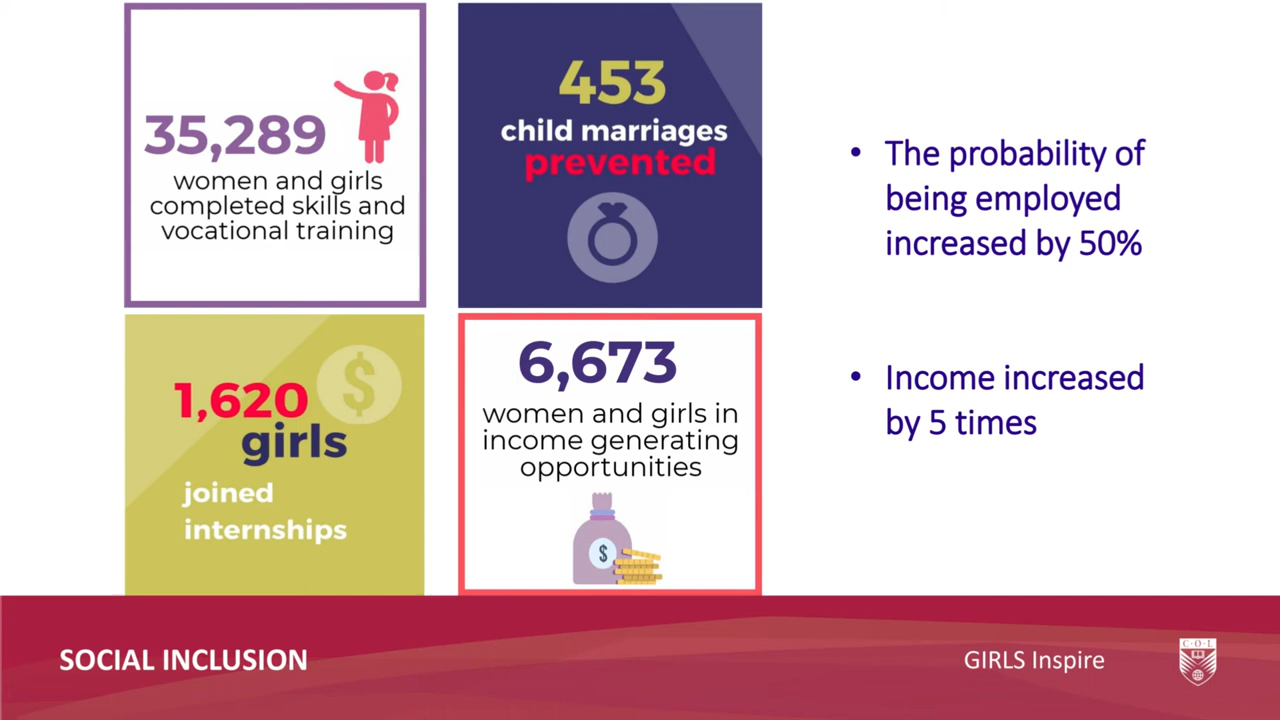 35,289
women and girls
completed skills and
vocational training
453
child marriages
prevented
1,620
girls
joined
internships
$
6,673
women and girls in
income generating
opportunities
$
• The probability of
being employed
increased by 50%
• Income increased
by 5 times
SOCIAL INCLUSION
GIRLS Inspire
C·O·L